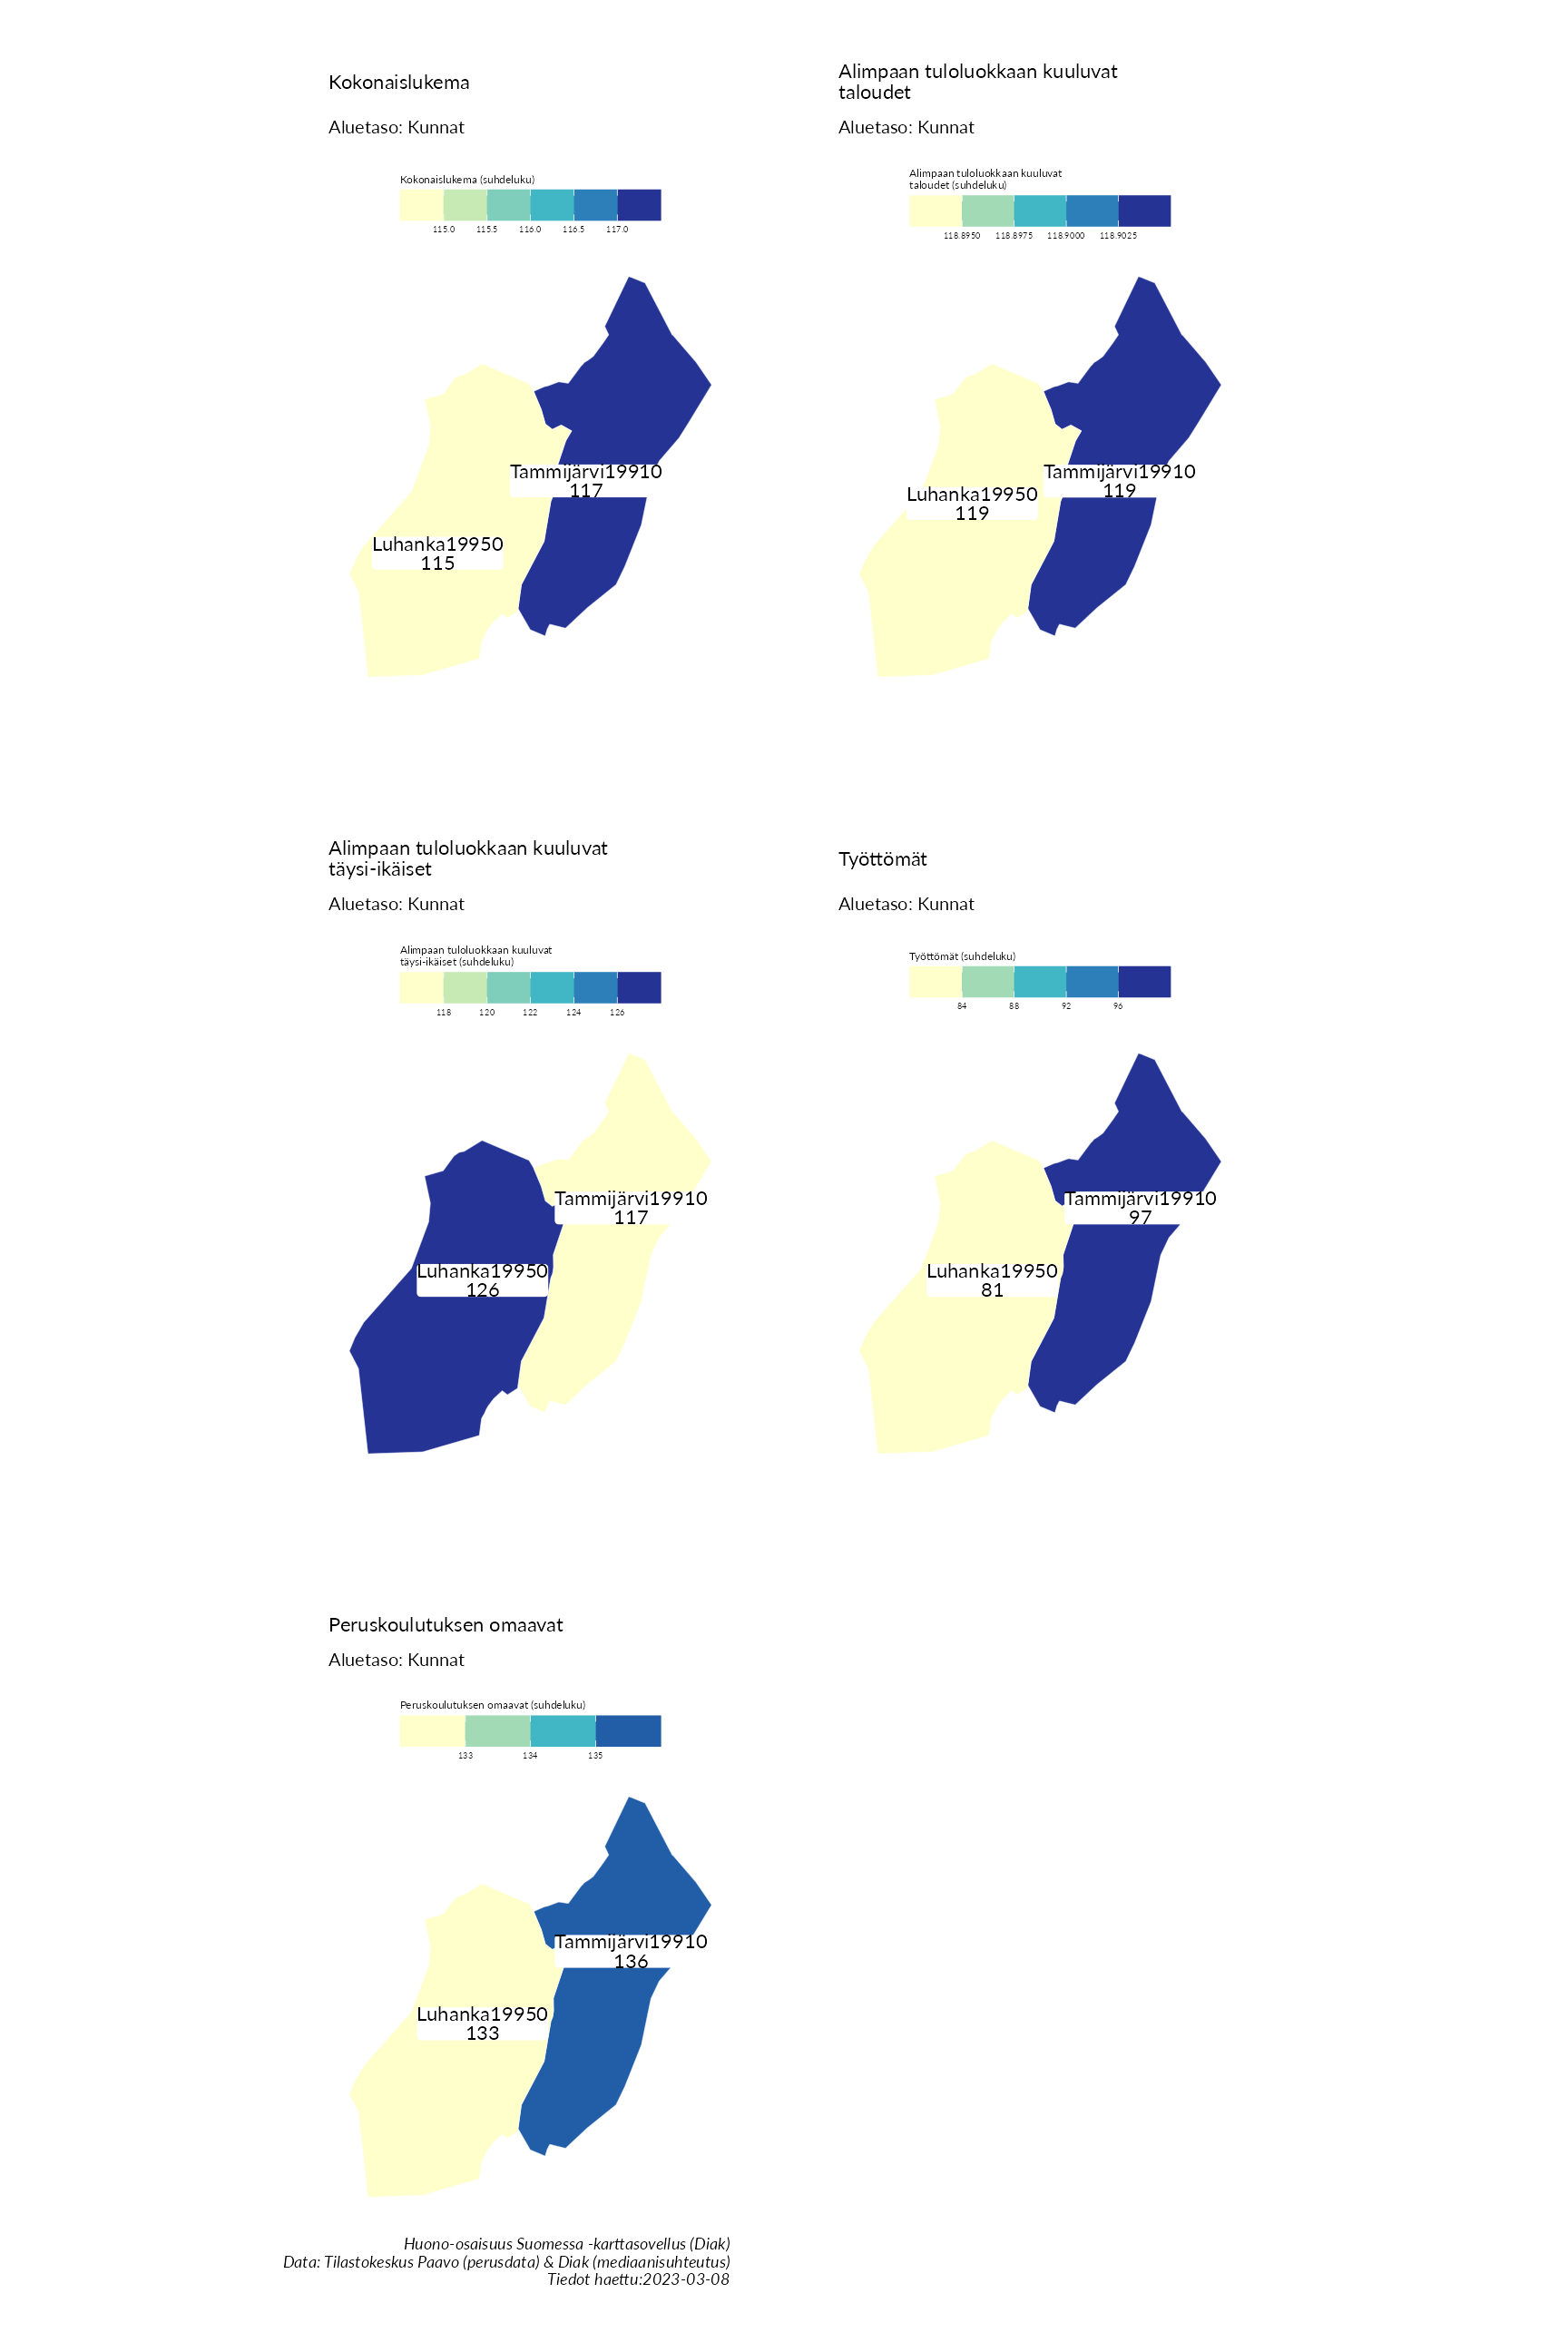 Kokonaislukema
Aluetaso: Kunnat
Kokonaislukema (suhdeluku)
115.0 115.5 116.0 116.5 117.0
Tammijärvi19910
117
Luhanka19950
115
Alimpaan tuloluokkaan kuuluvat
taloudet
Aluetaso: Kunnat
Alimpaan tuloluokkaan kuuluvat
taloudet (suhdeluku)
118.8950 118.8975 118.9000 118.9025
Tammijärvi19910
119
Luhanka19950
119
Alimpaan tuloluokkaan kuuluvat
täysi-ikäiset
Aluetaso: Kunnat
Alimpaan tuloluokkaan kuuluvat
täysi-ikäiset (suhdeluku)
118 120 122 124 126
Tammijärvi19910
117
Luhanka19950
126
Työttömät
Aluetaso: Kunnat
Työttömät (suhdeluku)
84 88 92 96
Tammijärvi19910
97
Luhanka19950
81
Peruskoulutuksen omaavat
Aluetaso: Kunnat
Peruskoulutuksen omaavat (suhdeluku)
133 134 135
Tammijärvi19910
136
Luhanka19950
133
Huono-osaisuus Suomessa -karttasovellus (Diak)
Data: Tilastokeskus Paavo (perusdata) & Diak (mediaanisuhteutus)
Tiedot haettu:2023-03-08